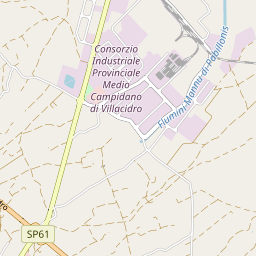 Consorzio
Industriale
Provinciale
Medio
Campidano
di Villacidro
Flumini Mannu di Pabillonis
SP61